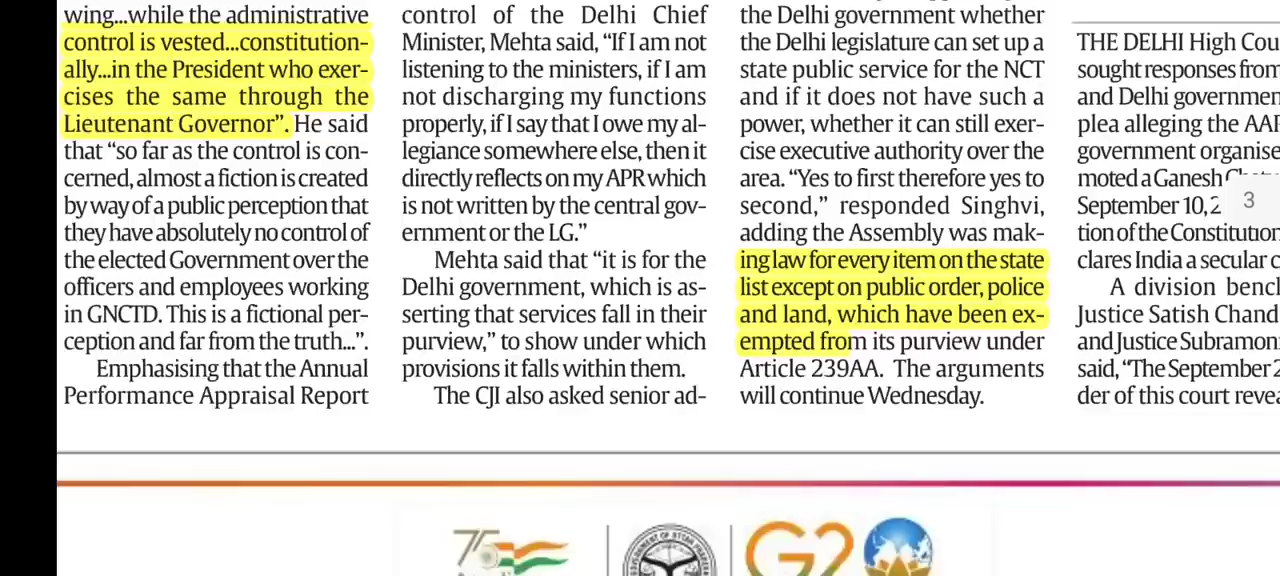 wing...while the administrative
control is vested...constitution-
ally...in the President who exer-
cises the same through the
Lieutenant Governor”. He said
that “so far as the control is con-
cerned, almost a fiction is created
by way of a public perception that
they have absolutely no control of
the elected Government over the
officers and employees working
in GNCTD. This is a fictional per-
ception and far from the truth...”.
Emphasising that the Annual
Performance Appraisal Report
control of the Delhi Chief
Minister, Mehta said, “If I am not
listening to the ministers, if I am
not discharging my functions
properly, if I say that I owe my al-
legiance somewhere else, then it
directly reflects on my APR which
is not written by the central gov-
ernment or the LG.”
Mehta said that “it is for the
Delhi government, which is as-
serting that services fall in their
purview,” to show under which
provisions it falls within them.
The CJI also asked senior ad-
the Delhi government whether
the Delhi legislature can set up a
state public service for the NCT
and if it does not have such a
power, whether it can still exer-
cise executive authority over the
area. “Yes to first therefore yes to
second,” responded Singhvi,
adding the Assembly was mak-
ing law for every item on the state
list except on public order, police
and land, which have been ex-
empted from its purview under
Article 239AA. The arguments
will continue Wednesday.
THE DELHI High Cou
sought responses from
and Delhi governmen
plea alleging the AAP
government organise
moted a Ganesh
September 10, 2
tion of the Constitution
clares India a secular c
A division bencl
Justice Satish Chand
and Justice Subramoni
said, “The September 2
der of this court revea
3
75
G2